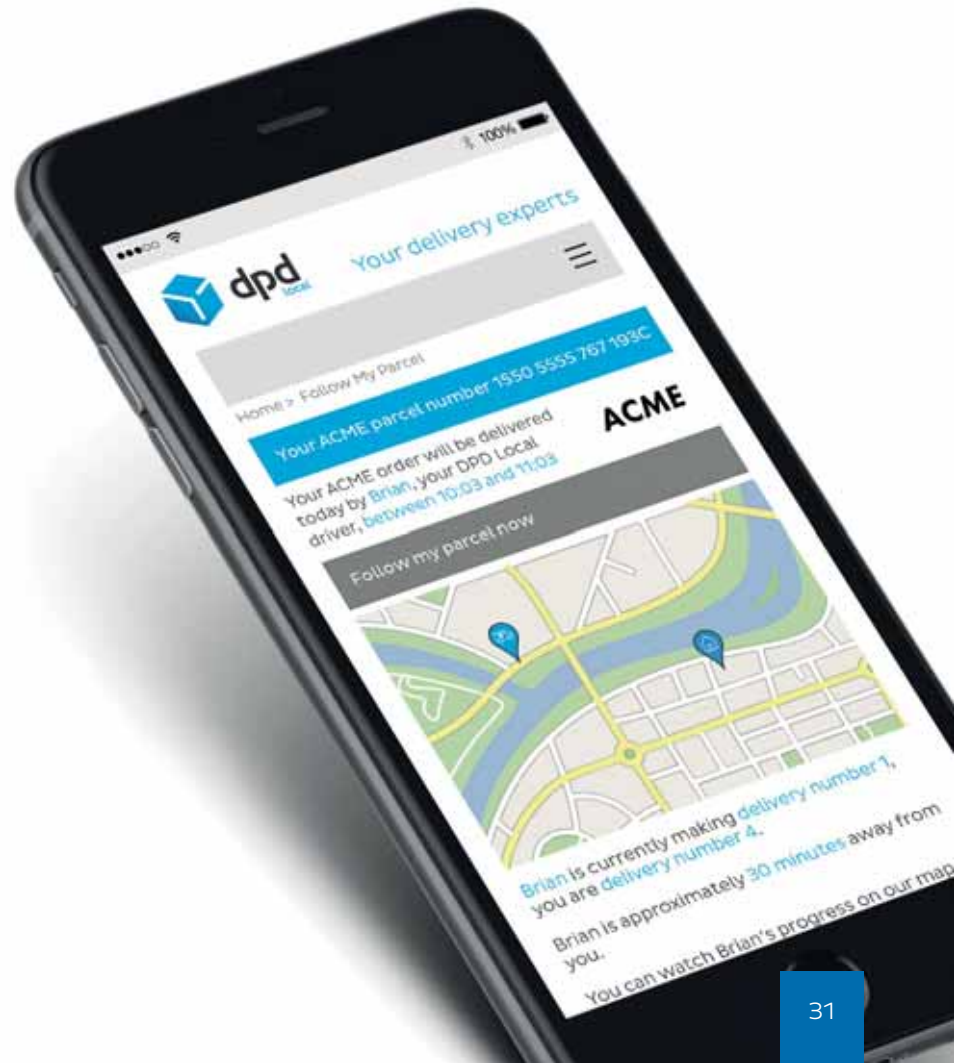 100%
dpd
local
Your delivery experts
Home > Follow My Parcel
Your ACME parcel number 1550 5555 767 193C
Your ACME order will be delivered
today by Brian, your DPD Local
driver, between 10:03 and 11:03
ACME
Follow my parcel now
Brian is currently making delivery number 1,
you are delivery number 4.
Brian is approximately 30 minutes away from
you.
You can watch Brian's progress on our map
31